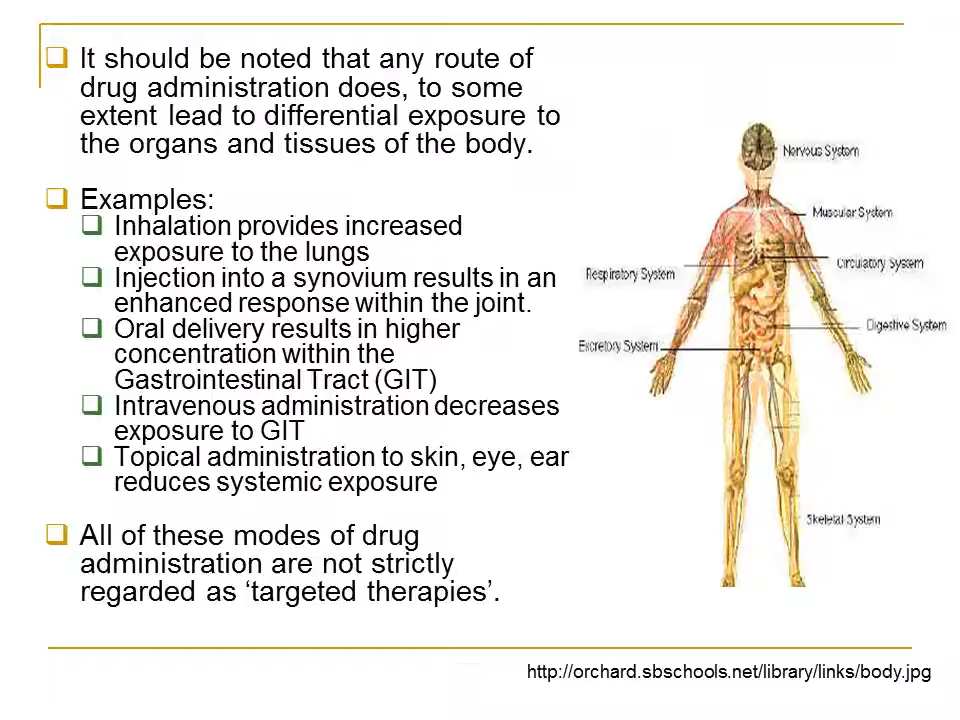 It should be noted that any route of
drug administration does, to some
extent lead to differential exposure to
the organs and tissues of the body.
Examples:
Inhalation provides increased
exposure to the lungs
Injection into a synovium results in an
enhanced response within the joint.
Oral delivery results in higher
concentration within the
Gastrointestinal Tract (GIT)
Intravenous administration decreases
exposure to GIT
Topical administration to skin, eye, ear
reduces systemic exposure
All of these modes of drug
administration are not strictly
regarded as ‘targeted therapies’.
Nervous System
Muscular System
Circulatory System
Respiratory System
Digestive System
Excretory System
Skeletal System
http://orchard.sbschools.net/library/links/body.jpg